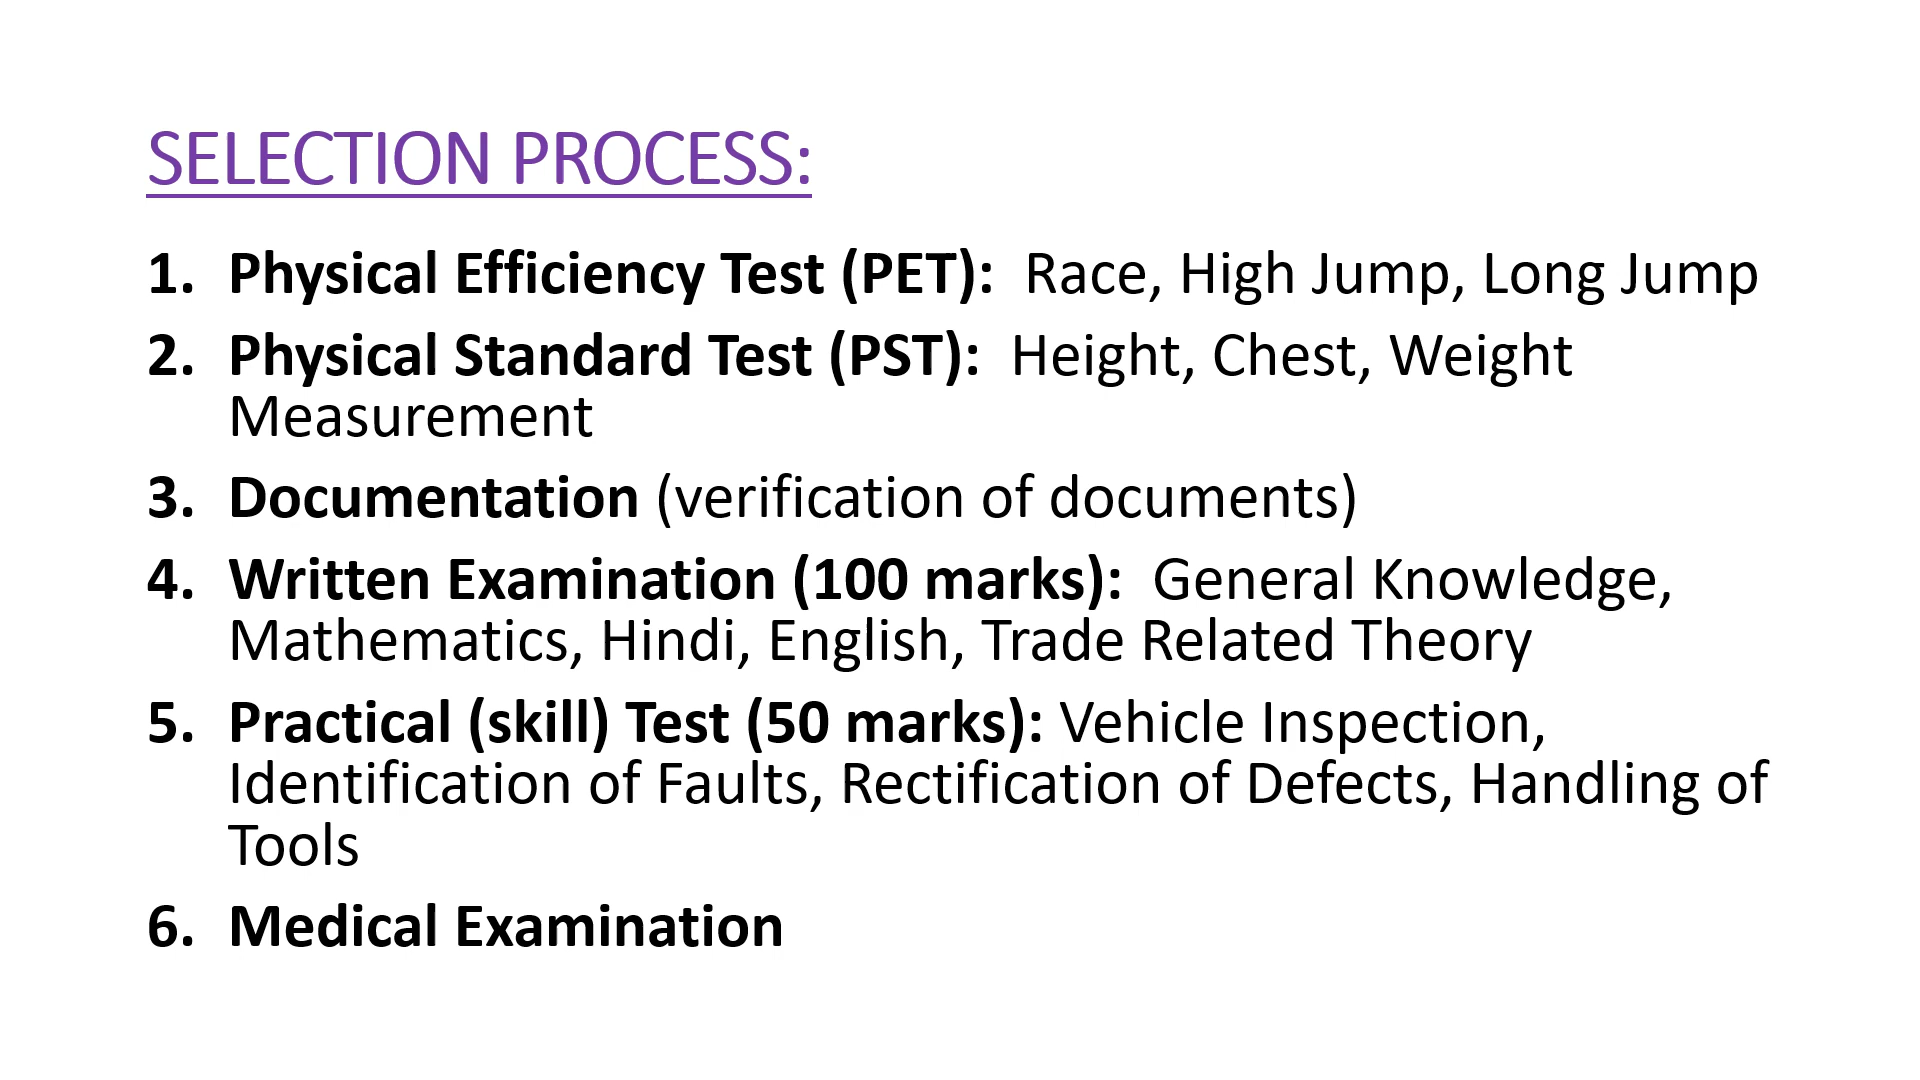 SELECTION PROCESS:
1. Physical Efficiency Test (PET): Race, High Jump, Long Jump
2. Physical Standard Test (PST): Height, Chest, Weight
Measurement
3. Documentation (verification of documents)
4. Written Examination (100 marks): General Knowledge,
Mathematics, Hindi, English, Trade Related Theory
5. Practical (skill) Test (50 marks): Vehicle Inspection,
Identification of Faults, Rectification of Defects, Handling of
Tools
6. Medical Examination